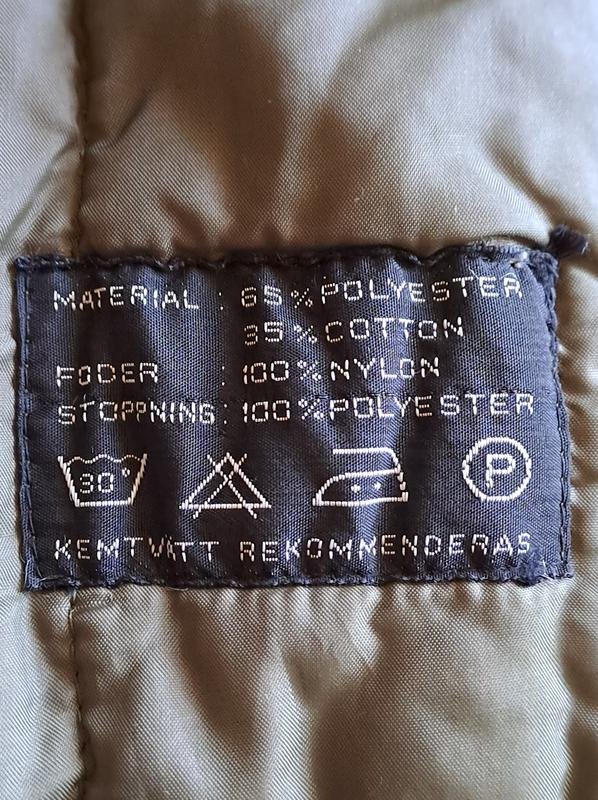 MATERIAL : 65% POLYESTER
35% COTTON
FODER : 100% NYLON
STOPPNING : 100% POLYESTER
30°
P
KEMTVÄTT REKOMMENDERAS